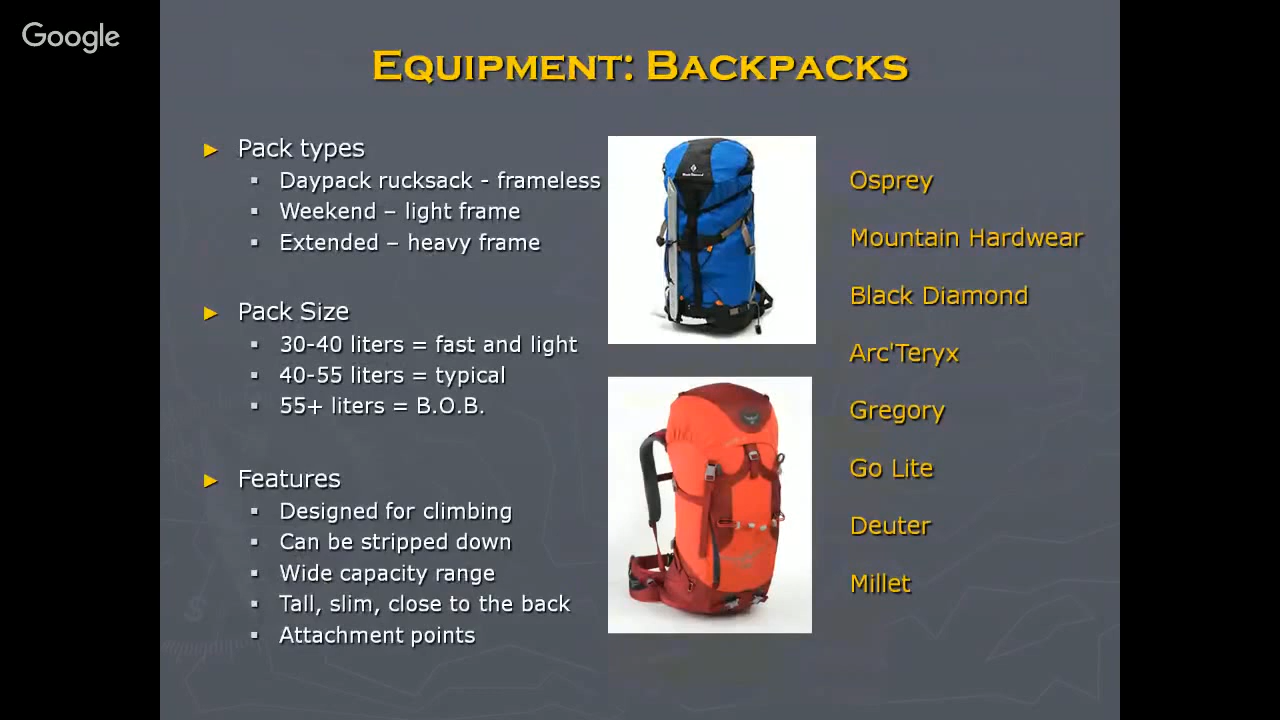 Google
Equipment: Backpacks
Pack types
Daypack rucksack - frameless
Weekend – light frame
Extended – heavy frame
Pack Size
30-40 liters = fast and light
40-55 liters = typical
55+ liters = B.O.B.
Features
Designed for climbing
Can be stripped down
Wide capacity range
Tall, slim, close to the back
Attachment points
Osprey
Mountain Hardwear
Black Diamond
Arc'Teryx
Gregory
Go Lite
Deuter
Millet